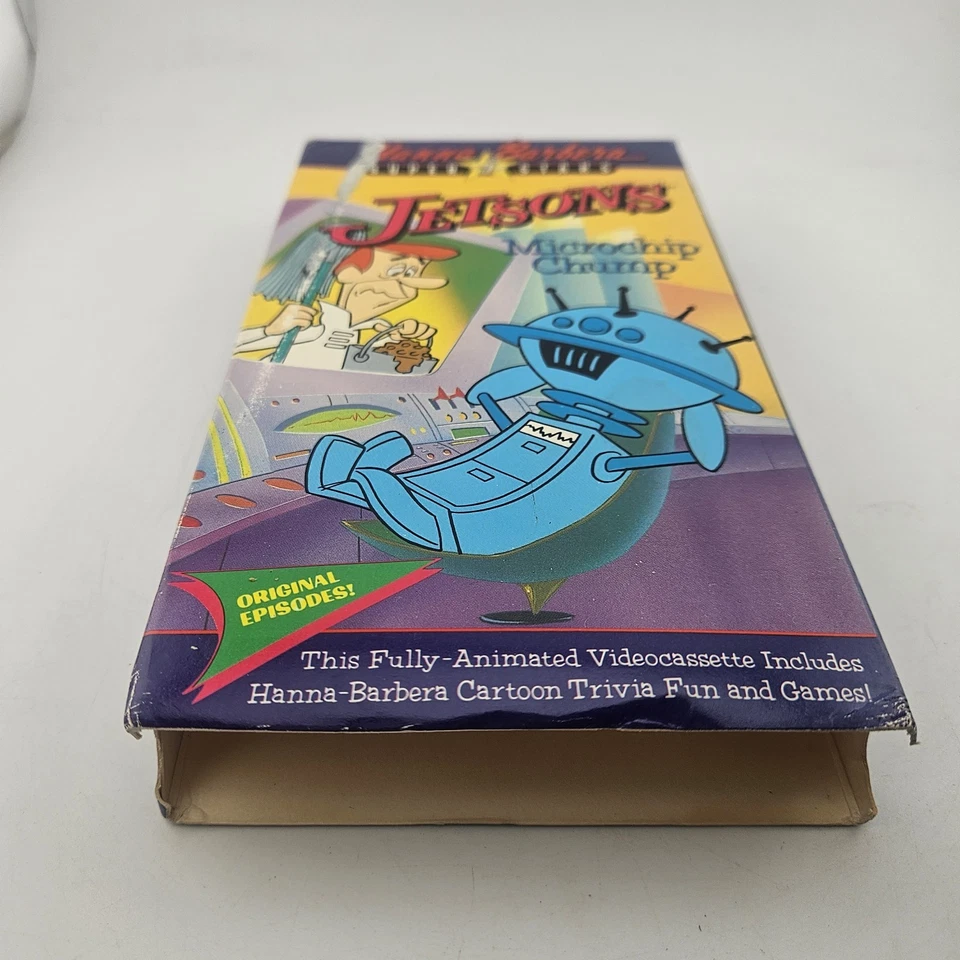 Hanna-Barbera
JETSONS
Microchip
Chump
ORIGINAL
EPISODES!
This Fully-Animated Videocassette Includes
Hanna-Barbera Cartoon Trivia Fun and Games!